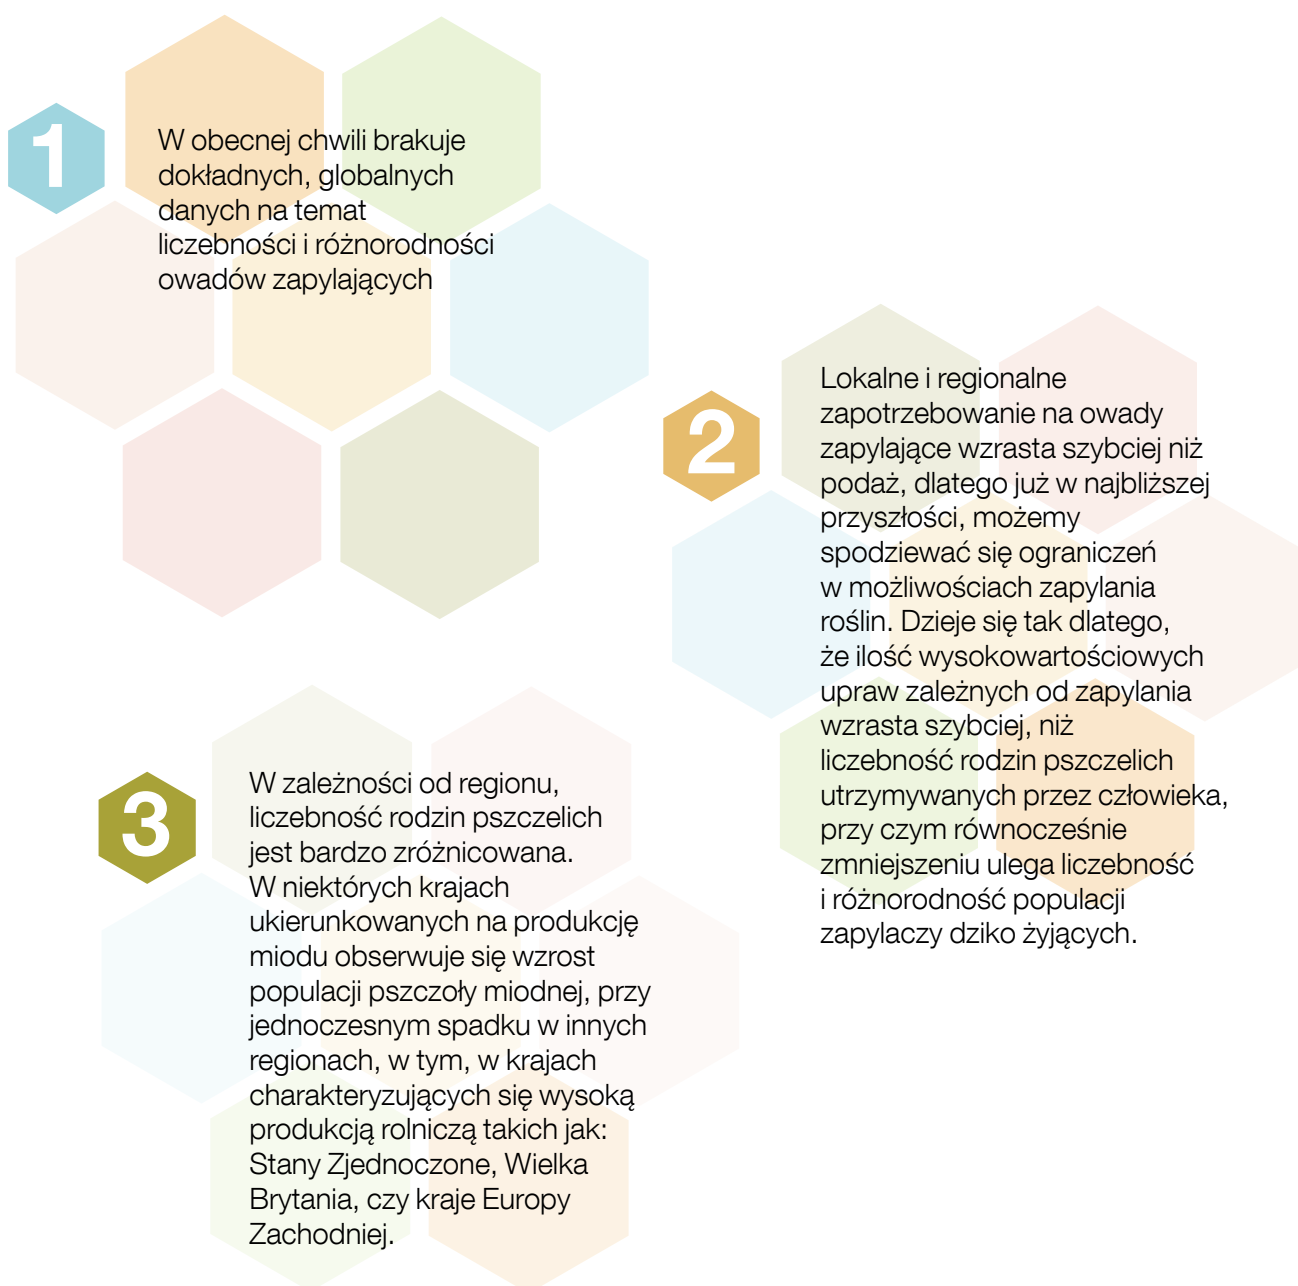 1
W obecnej chwili brakuje
dokładnych, globalnych
danych na temat
liczebności i różnorodności
owadów zapylających
2
Lokalne i regionalne
zapotrzebowanie na owady
zapylające wzrasta szybciej niż
podaż, dlatego już w najbliższej
przyszłości, możemy
spodziewać się ograniczeń
w możliwościach zapylania
roślin. Dzieje się tak dlatego,
że ilość wysokowartościowych
upraw zależnych od zapylania
wzrasta szybciej, niż
liczebność rodzin pszczelich
utrzymywanych przez człowieka,
przy czym równocześnie
zmniejszeniu ulega liczebność
i różnorodność populacji
zapylaczy dziko żyjących.
3
W zależności od regionu,
liczebność rodzin pszczelich
jest bardzo zróżnicowana.
W niektórych krajach
ukierunkowanych na produkcję
miodu obserwuje się wzrost
populacji pszczoły miodnej, przy
jednoczesnym spadku w innych
regionach, w tym, w krajach
charakteryzujących się wysoką
produkcją rolniczą takich jak:
Stany Zjednoczone, Wielka
Brytania, czy kraje Europy
Zachodniej.